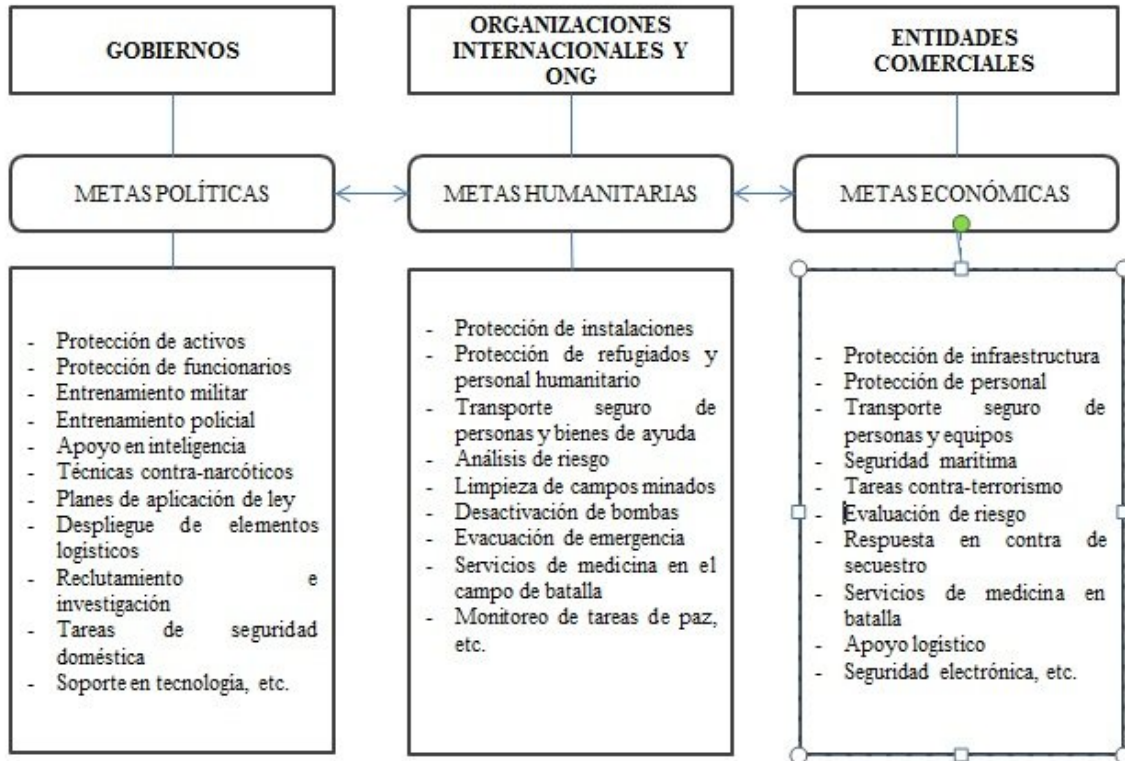 GOBIERNOS
ORGANIZACIONES
INTERNACIONALES Y
ONG
ENTIDADES
COMERCIALES
METAS POLÍTICAS
METAS HUMANITARIAS
METAS ECONÓMICAS
- Protección de activos
- Protección de funcionarios
- Entrenamiento militar
- Entrenamiento policial
- Apoyo en inteligencia
- Técnicas contra-narcóticos
- Planes de aplicación de ley
- Despliegue de elementos
logísticos
- Reclutamiento e
investigación
- Tareas de seguridad
doméstica
- Soporte en tecnología, etc.
- Protección de instalaciones
- Protección de refugiados y
personal humanitario
- Transporte seguro de
personas y bienes de ayuda
- Análisis de riesgo
- Limpieza de campos minados
- Desactivación de bombas
- Evacuación de emergencia
- Servicios de medicina en el
campo de batalla
- Monitoreo de tareas de paz,
etc.
- Protección de infraestructura
- Protección de personal
- Transporte seguro de
personas y equipos
- Seguridad marítima
- Tareas contra-terrorismo
- Evaluación de riesgo
- Respuesta en contra de
secuestro
- Servicios de medicina en
batalla
- Apoyo logístico
- Seguridad electrónica, etc.